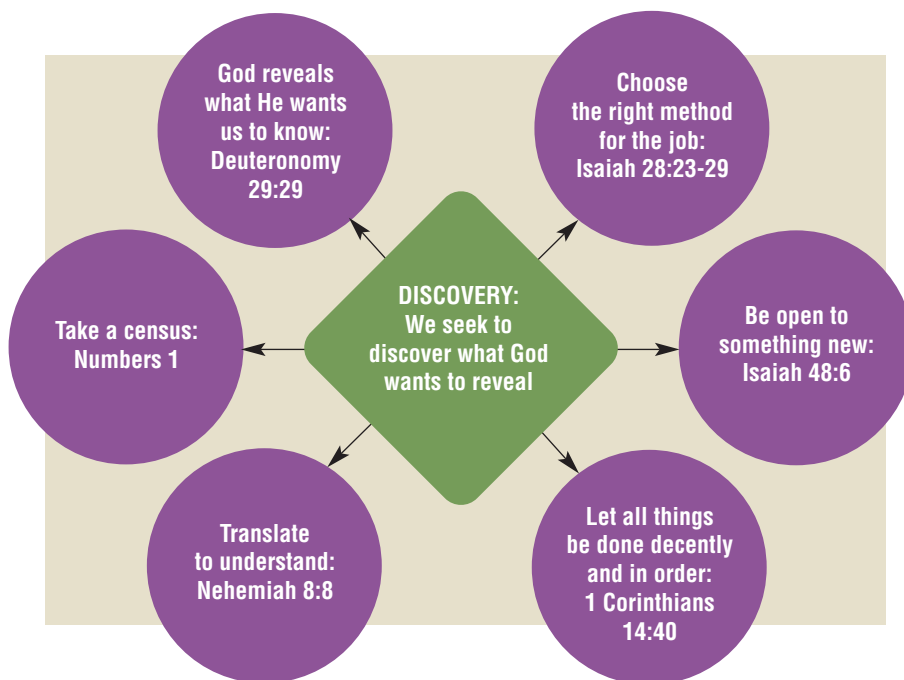 God reveals
what He wants
us to know:
Deuteronomy
29:29
Choose
the right method
for the job:
Isaiah 28:23-29
Take a census:
Numbers 1
DISCOVERY:
We seek to
discover what God
wants to reveal
Be open to
something new:
Isaiah 48:6
Translate
to understand:
Nehemiah 8:8
Let all things
be done decently
and in order:
1 Corinthians
14:40